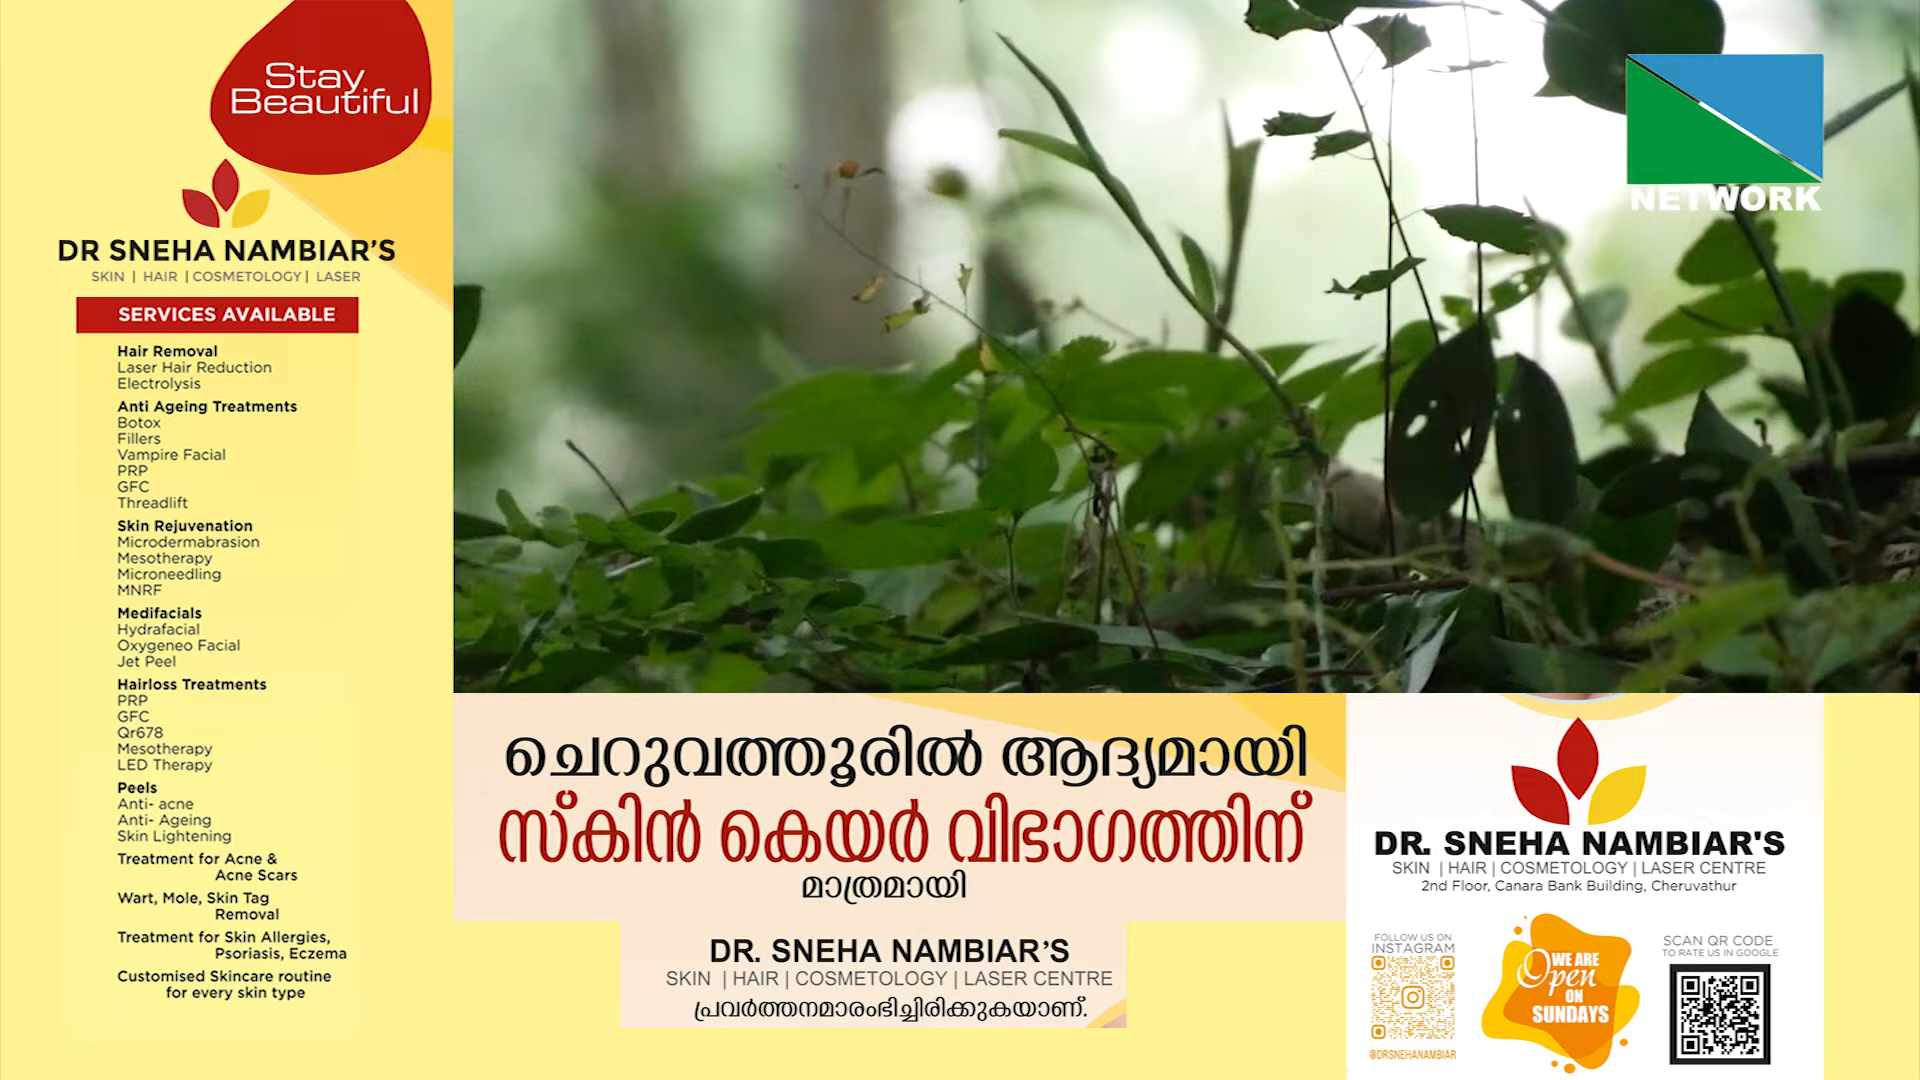 Stay
Beautiful
DR SNEHA NAMBIAR’S
SKIN | HAIR | COSMETOLOGY | LASER
SERVICES AVAILABLE
Hair Removal
Laser Hair Reduction
Electrolysis
Anti Ageing Treatments
Botox
Fillers
Vampire Facial
PRP
GFC
Threadlift
Skin Rejuvenation
Microdermabrasion
Mesotherapy
Microneedling
MNRF
Medifacials
Hydrafacial
Oxygeneo Facial
Jet Peel
Hairloss Treatments
PRP
GFC
Qr678
Mesotherapy
LED Therapy
Peels
Anti- acne
Anti- Ageing
Skin Lightening
Treatment for Acne &
Acne Scars
Wart, Mole, Skin Tag
Removal
Treatment for Skin Allergies,
Psoriasis, Eczema
Customised Skincare routine
for every skin type
NETWORK
ചെറുവത്തൂരിൽ ആദ്യമായി
സ്കിൻ കെയർ വിഭാഗത്തിന്
മാത്രമായി
DR. SNEHA NAMBIAR’S
SKIN | HAIR | COSMETOLOGY | LASER CENTRE
പ്രവർത്തനമാരംഭിച്ചിരിക്കുകയാണ്.
DR. SNEHA NAMBIAR'S
SKIN | HAIR | COSMETOLOGY | LASER CENTRE
2nd Floor, Canara Bank Building, Cheruvathur
FOLLOW US ON
INSTAGRAM
@DRSNEHANAMBIAR
WE ARE
Open
ON
SUNDAYS
SCAN QR CODE
TO RATE US IN GOOGLE